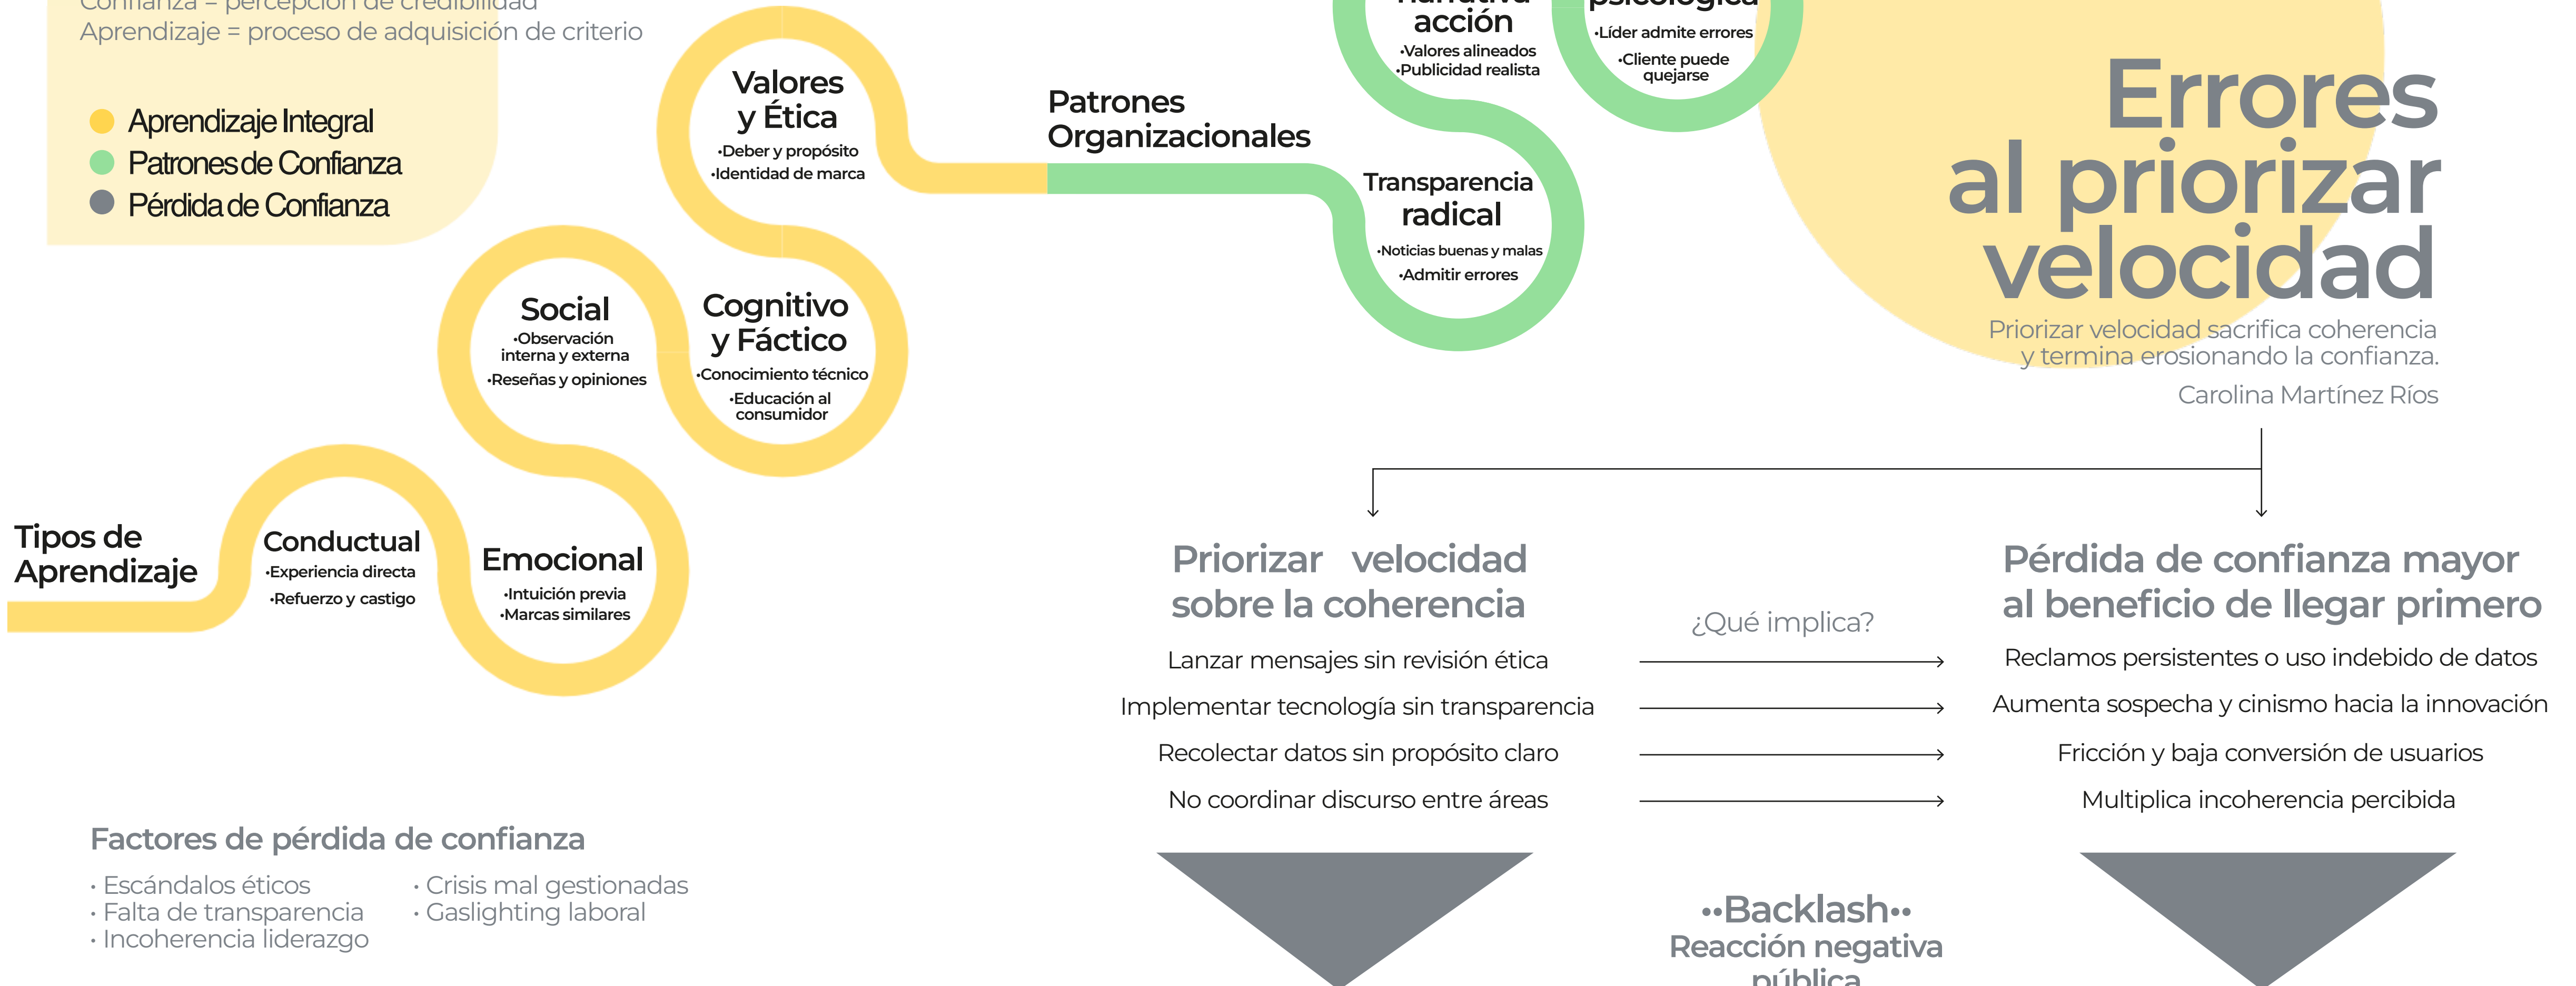 Confianza = percepción de credibilidad
Aprendizaje = proceso de adquisición de criterio
Aprendizaje Integral
Patrones de Confianza
Pérdida de Confianza
Tipos de
Aprendizaje
Conductual
•Experiencia directa
•Refuerzo y castigo
Emocional
•Intuición previa
•Marcas similares
Social
•Observación
interna y externa
•Reseñas y opiniones
Cognitivo
y Fáctico
•Conocimiento técnico
•Educación al
consumidor
Valores
y Ética
•Deber y propósito
•Identidad de marca
Patrones
Organizacionales
Transparencia
radical
•Noticias buenas y malas
•Admitir errores
narrativa
acción
•Valores alineados
•Publicidad realista
psicológica
•Líder admite errores
•Cliente puede
quejarse
Errores
al priorizar
velocidad
Priorizar velocidad sacrifica coherencia
y termina erosionando la confianza.
Carolina Martínez Ríos
Priorizar velocidad
sobre la coherencia
Lanzar mensajes sin revisión ética
Implementar tecnología sin transparencia
Recolectar datos sin propósito claro
No coordinar discurso entre áreas
¿Qué implica?
Pérdida de confianza mayor
al beneficio de llegar primero
Reclamos persistentes o uso indebido de datos
Aumenta sospecha y cinismo hacia la innovación
Fricción y baja conversión de usuarios
Multiplica incoherencia percibida
••Backlash••
Reacción negativa
pública
Factores de pérdida de confianza
• Escándalos éticos
• Falta de transparencia
• Incoherencia liderazgo
• Crisis mal gestionadas
• Gaslighting laboral